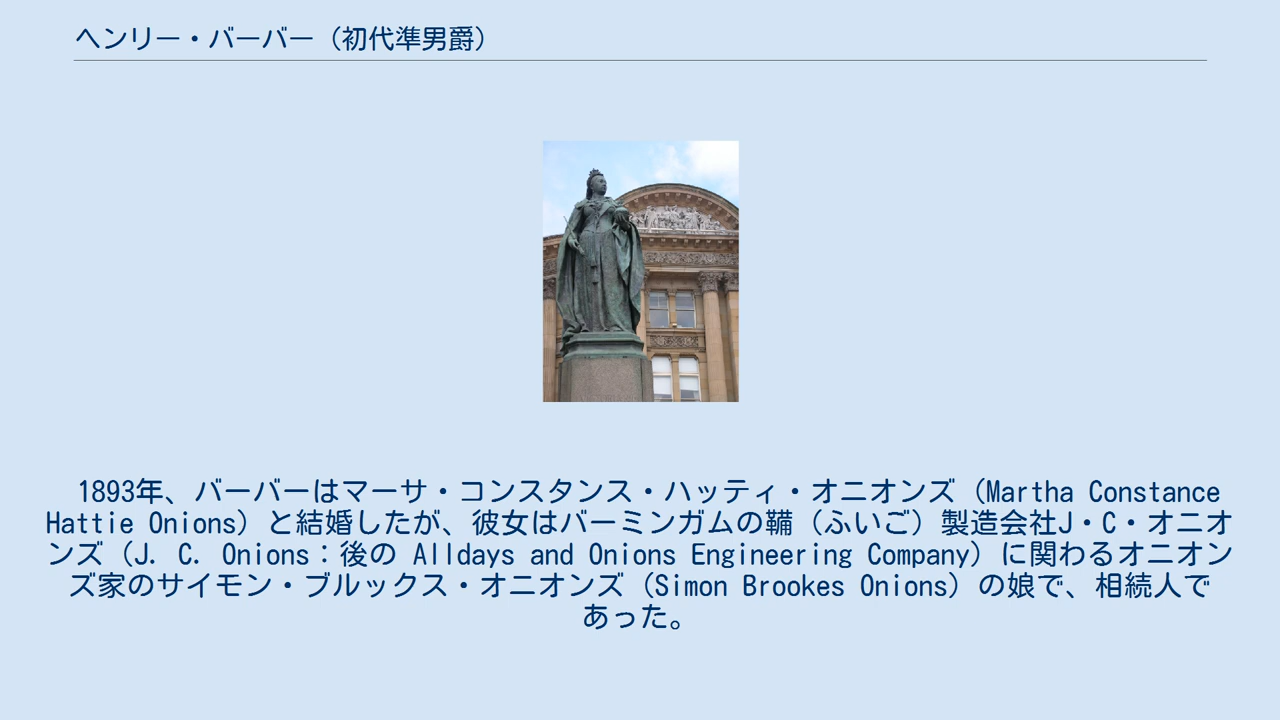 ヘンリー・バーバー（初代準男爵）
1893年、バーバーはマーサ・コンスタンス・ハッティ・オニオンズ（Martha Constance
Hattie Onions）と結婚したが、彼女はバーミンガムの鞴（ふいご）製造会社J・C・オニオ
ンズ（J. C. Onions：後の Alldays and Onions Engineering Company）に関わるオニオン
ズ家のサイモン・ブルックス・オニオンズ（Simon Brookes Onions）の娘で、相続人で
あった。